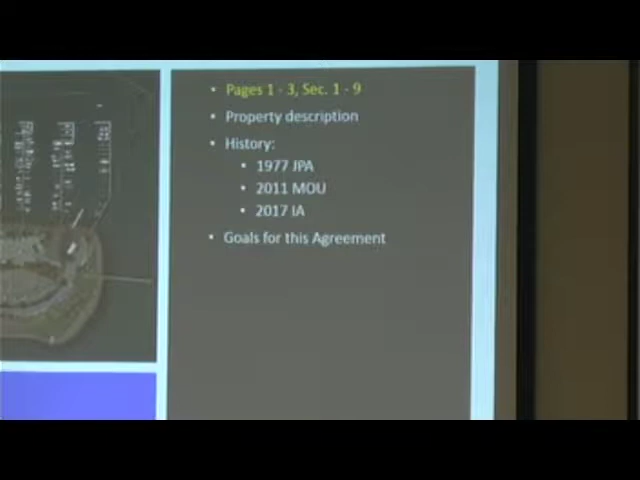 • Pages 1 - 3, Sec. 1 - 9
• Property description
• History:
• 1977 JPA
• 2011 MOU
• 2017 IA
• Goals for this Agreement